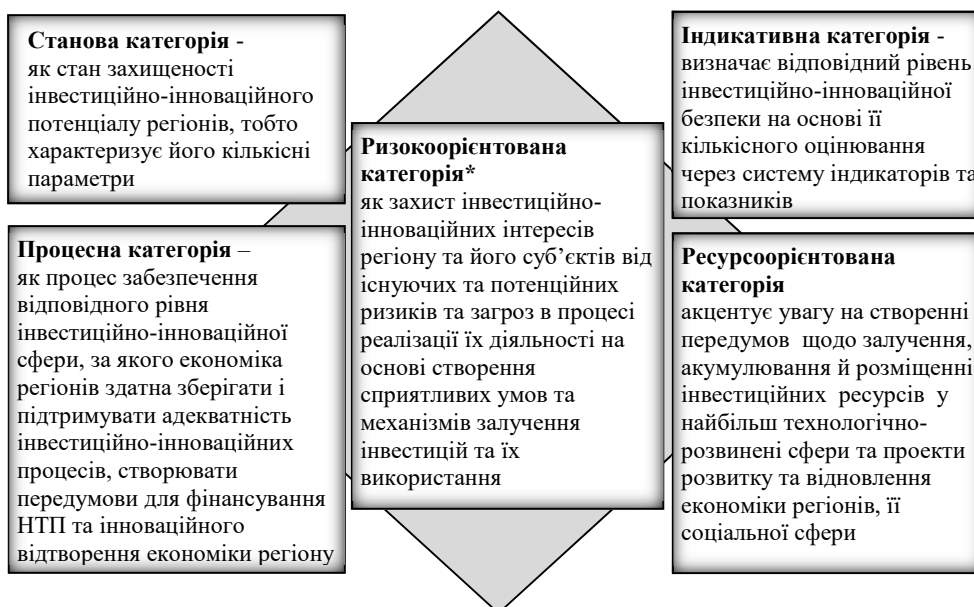 Станова категорія -
як стан захищеності
інвестиційно-інноваційного
потенціалу регіонів, тобто
характеризує його кількісні
параметри
Процесна категорія –
як процес забезпечення
відповідного рівня
інвестиційно-інноваційної
сфери, за якого економіка
регіонів здатна зберігати і
підтримувати адекватність
інвестиційно-інноваційних
процесів, створювати
передумови для фінансування
НТП та інноваційного
відтворення економіки регіону
Ризокоорієнтована
категорія*
як захист інвестиційно-
інноваційних інтересів
регіону та його суб’єктів від
існуючих та потенційних
ризиків та загроз в процесі
реалізації їх діяльності на
основі створення
сприятливих умов та
механізмів залучення
інвестицій та їх
використання
Індикативна категорія -
визначає відповідний рівень
інвестиційно-інноваційної
безпеки на основі її
кількісного оцінювання
через систему індикаторів та
показників
Ресурсоорієнтована
категорія
акцентує увагу на створенні
передумов щодо залучення,
акумулювання й розміщенні
інвестиційних ресурсів у
найбільш технологічно-
розвинені сфери та проекти
розвитку та відновлення
економіки регіонів, її
соціальної сфери